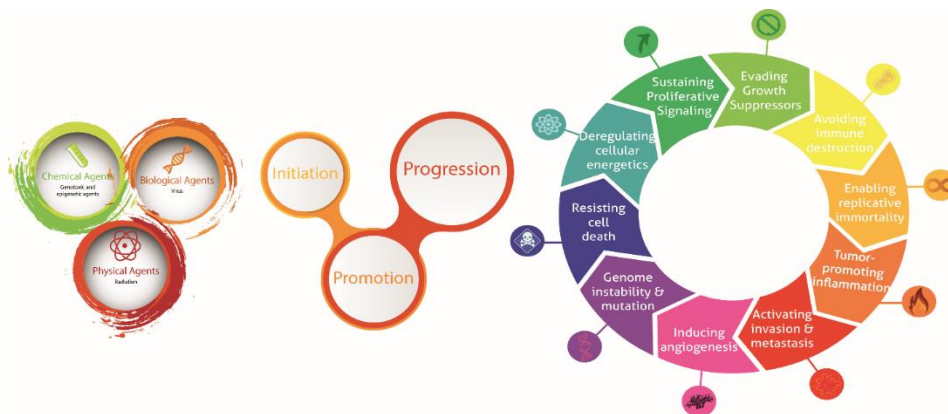 Chemical Agents
Genotoxic and
epigenetic agents
Biological Agents
Virus
Physical Agents
Radiation
Initiation
Promotion
Progression
Sustaining
Proliferative
Signaling
Evading
Growth
Suppressors
Avoiding
immune
destruction
Enabling
replicative
immortality
Tumor-
promoting
inflammation
Activating
invasion &
metastasis
Inducing
angiogenesis
Genome
instability &
mutation
Resisting
cell
death
Deregulating
cellular
energetics